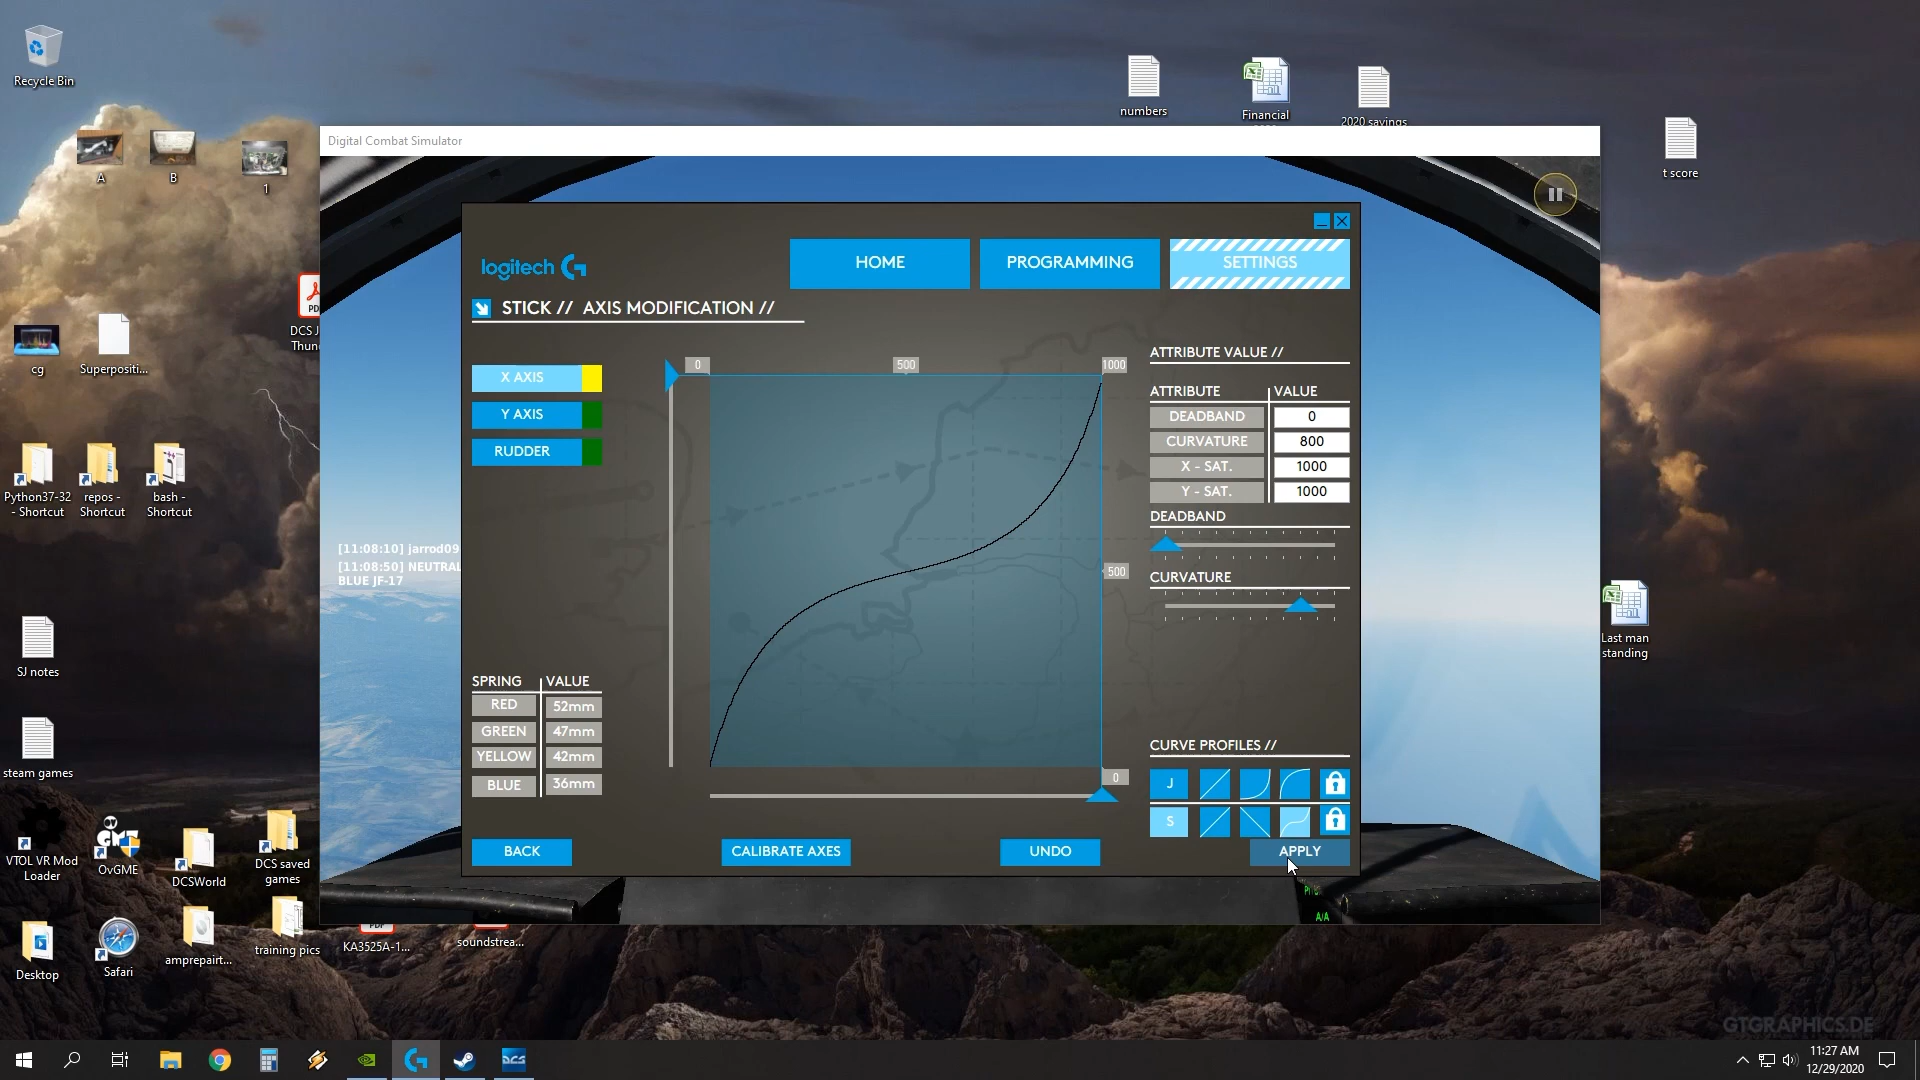 Recycle Bin
numbers
Financial
2020 savings
t score
A
B
1
Digital Combat Simulator
logitech G
HOME
PROGRAMMING
SETTINGS
STICK // AXIS MODIFICATION //
X AXIS
Y AXIS
RUDDER
0
500
1000
500
0
ATTRIBUTE VALUE //
ATTRIBUTE VALUE
DEADBAND 0
CURVATURE 800
X - SAT. 1000
Y - SAT. 1000
DEADBAND
CURVATURE
[11:08:10] jarrod09
[11:08:50] NEUTRAL
BLUE JF-17
SPRING VALUE
RED 52mm
GREEN 47mm
YELLOW 42mm
BLUE 36mm
CURVE PROFILES //
J
S
BACK
CALIBRATE AXES
UNDO
APPLY
A/A
DCS J
Thun
cg
Superpositi...
Python37-32
- Shortcut
repos -
Shortcut
bash -
Shortcut
SJ notes
steam games
Last man
standing
VTOL VR Mod
Loader
OvGME
DCSWorld
DCS saved
games
Desktop
Safari
amprepairt...
training pics
KA3525A-1...
soundstrea...
GTGRAPHICS.DE
DCS
11:27 AM
12/29/2020